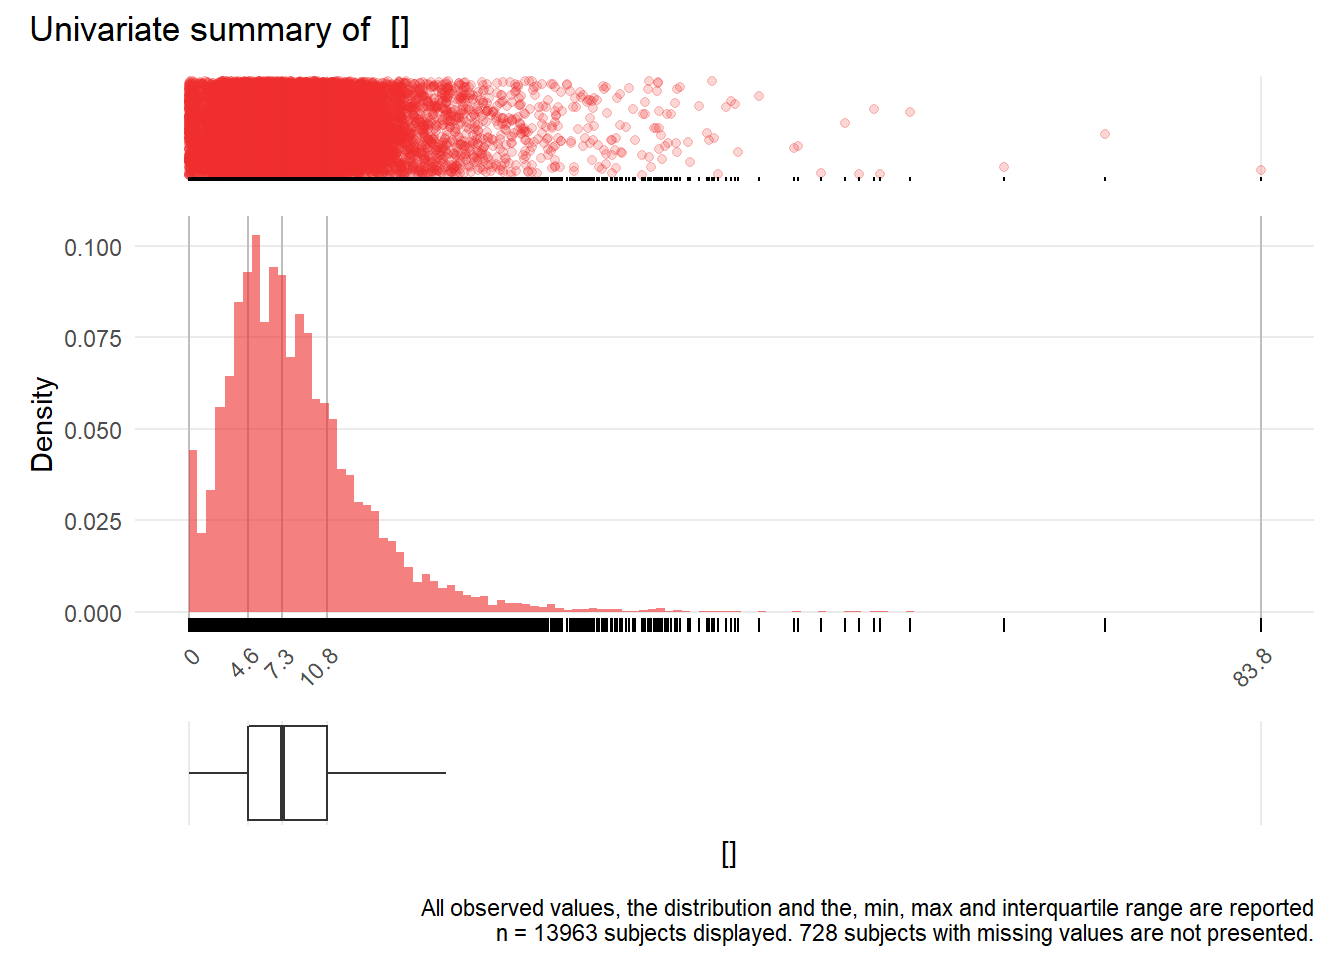 Univariate summary of  []
0.100
0.075
0.050
0.025
0.000
Density
0
4.6
7.3
10.8
83.8
[]
All observed values, the distribution and the, min, max and interquartile range are reported
n = 13963 subjects displayed. 728 subjects with missing values are not presented.